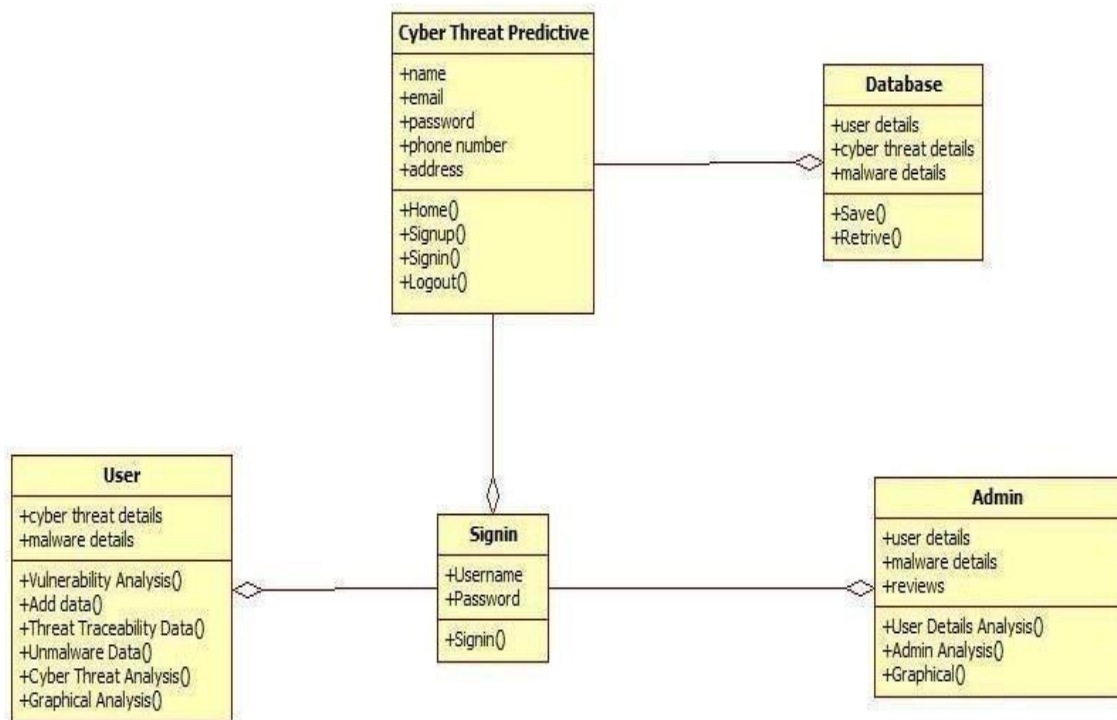 Cyber Threat Predictive
+name
+email
+password
+phone number
+address
+Home()
+Signup()
+Signin()
+Logout()
Database
+user details
+cyber threat details
+malware details
+Save()
+Retrive()
User
+cyber threat details
+malware details
+Vulnerability Analysis()
+Add data()
+Threat Traceability Data()
+Unmalware Data()
+Cyber Threat Analysis()
+Graphical Analysis()
Signin
+Username
+Password
+Signin()
Admin
+user details
+malware details
+reviews
+User Details Analysis()
+Admin Analysis()
+Graphical()